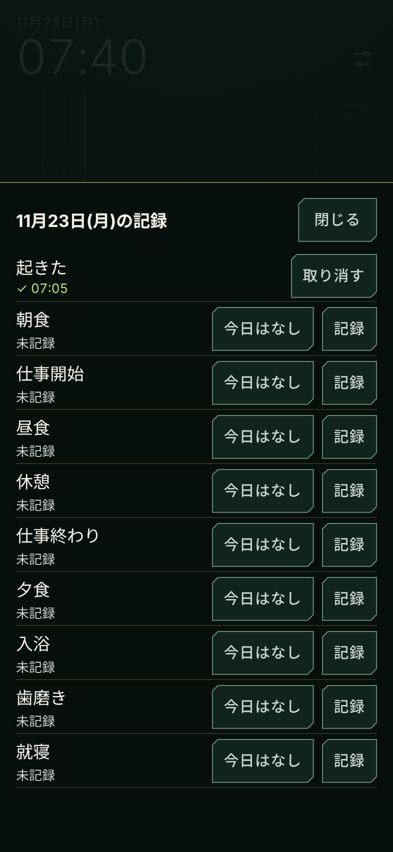 11月23日(月)
07:40
11月23日(月)の記録
閉じる
起きた
✓ 07:05
取り消す
朝食
未記録
今日はなし
記録
仕事開始
未記録
今日はなし
記録
昼食
未記録
今日はなし
記録
休憩
未記録
今日はなし
記録
仕事終わり
未記録
今日はなし
記録
夕食
未記録
今日はなし
記録
入浴
未記録
今日はなし
記録
歯磨き
未記録
今日はなし
記録
就寝
未記録
今日はなし
記録